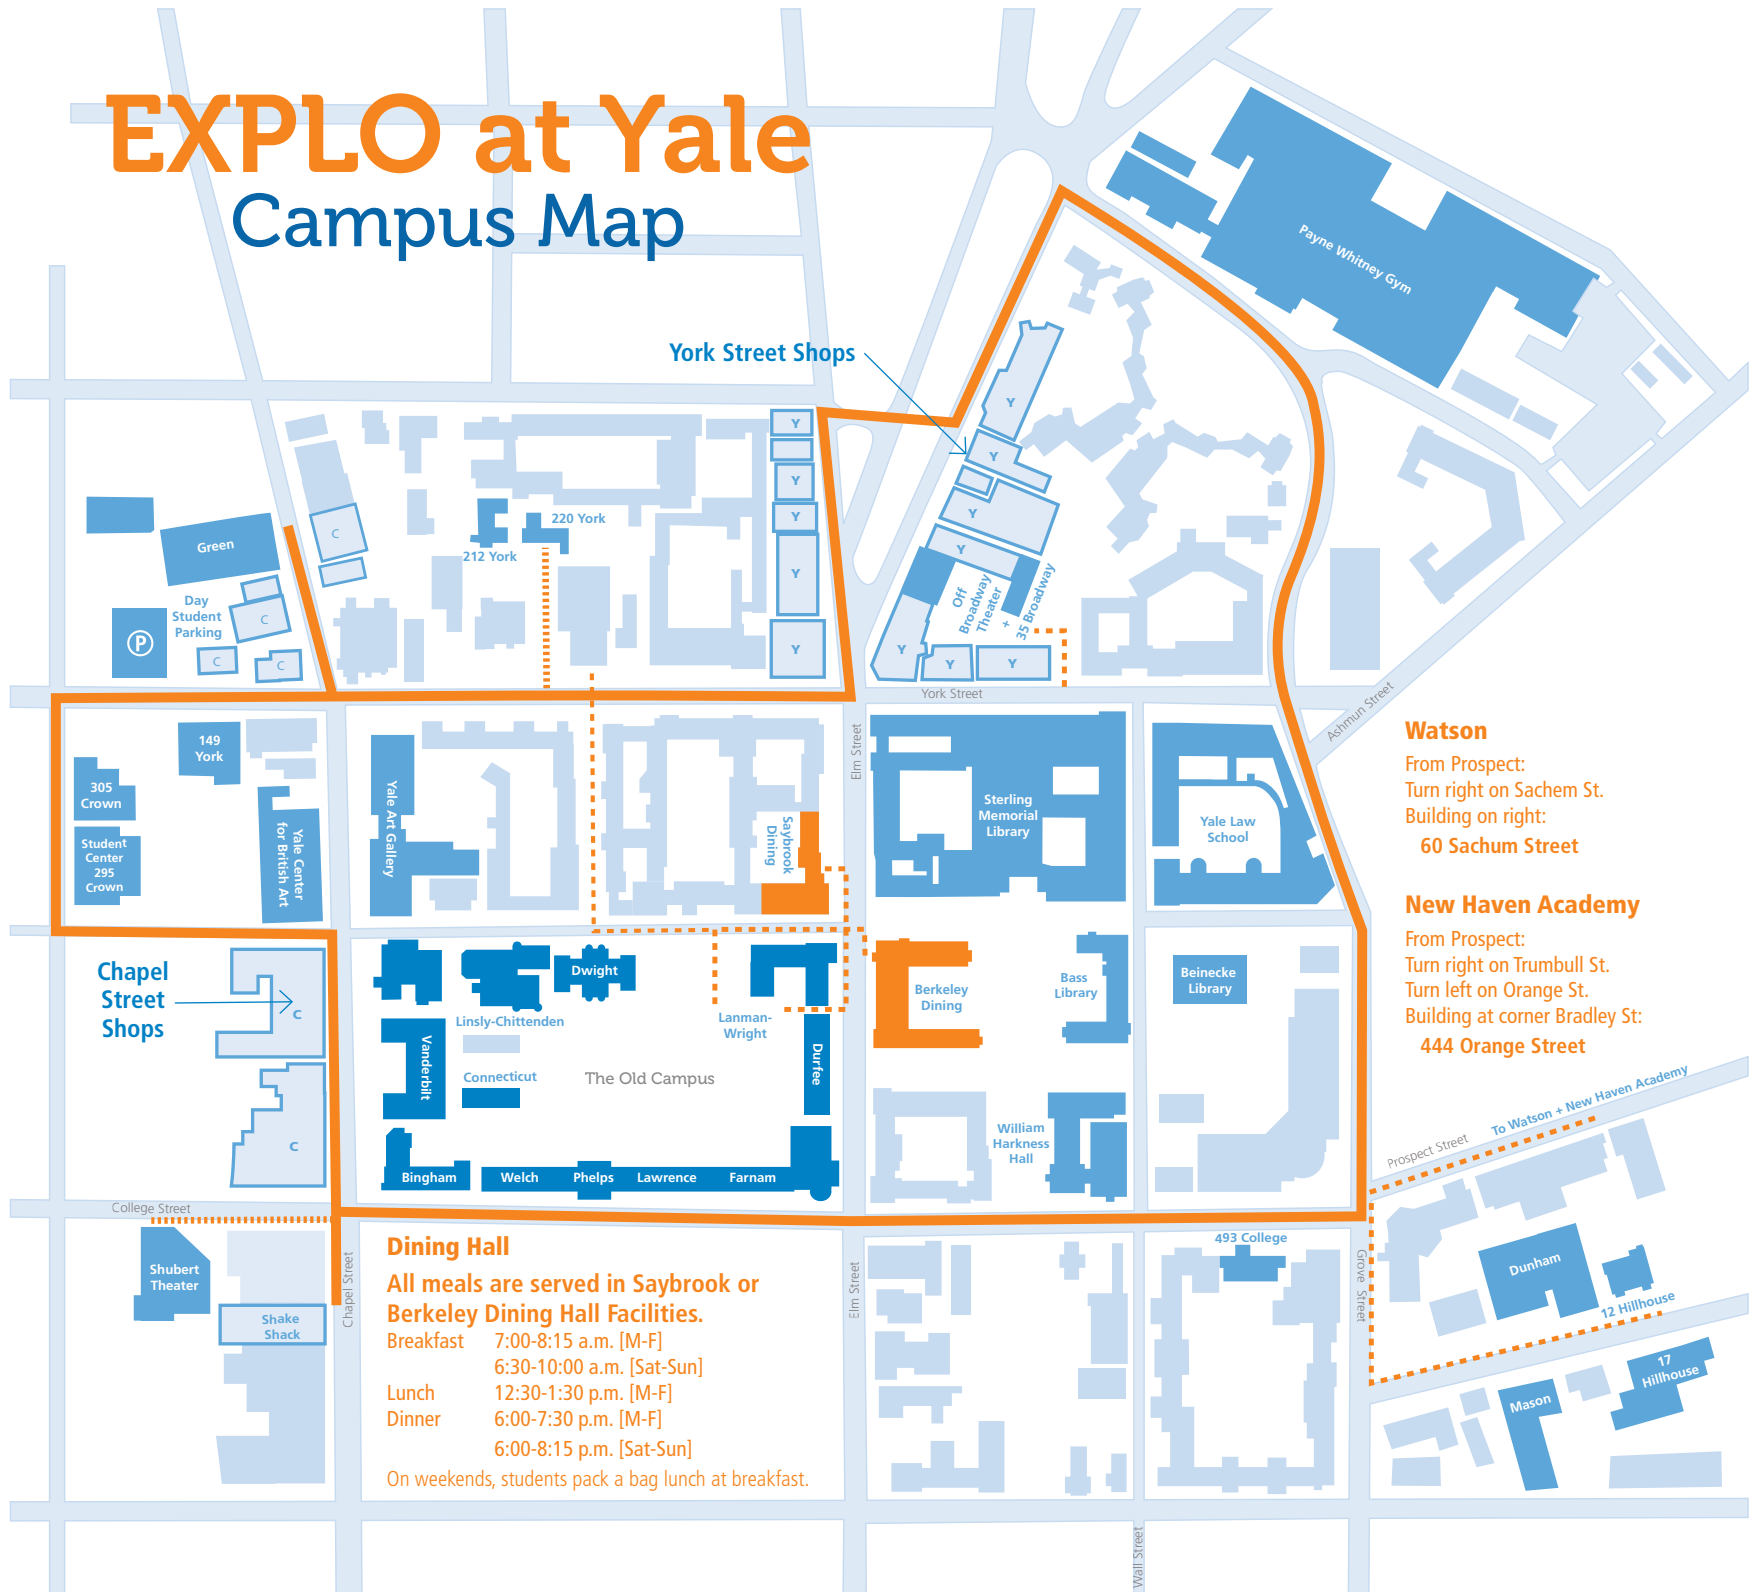 EXPLO at Yale
Campus Map
Payne Whitney Gym
York Street Shops
Y
Y
Y
Y
Y
Y
Y
Y
Y
Y
Y
Y
Y
C
C
C
C
Green
Day
Student
Parking
P
212 York
220 York
Off
Broadway
Theater
+
35 Broadway
York Street
Ashmun Street
149
York
305
Crown
Student
Center
295
Crown
Yale Center
for British Art
Yale Art Gallery
Saybrook
Dining
Elm Street
Sterling
Memorial
Library
Yale Law
School
Watson
From Prospect:
Turn right on Sachem St.
Building on right:
60 Sachum Street
New Haven Academy
From Prospect:
Turn right on Trumbull St.
Turn left on Orange St.
Building at corner Bradley St:
444 Orange Street
Chapel
Street
Shops
C
C
Dwight
Linsly-Chittenden
Vanderbilt
Connecticut
The Old Campus
Lanman-
Wright
Durfee
Berkeley
Dining
Bass
Library
Beinecke
Library
William
Harkness
Hall
Bingham
Welch
Phelps
Lawrence
Farnam
To Watson + New Haven Academy
Prospect Street
College Street
Shubert
Theater
Shake
Shack
Chapel Street
Dining Hall
All meals are served in Saybrook or
Berkeley Dining Hall Facilities.
Breakfast 7:00-8:15 a.m. [M-F]
6:30-10:00 a.m. [Sat-Sun]
Lunch 12:30-1:30 p.m. [M-F]
Dinner 6:00-7:30 p.m. [M-F]
6:00-8:15 p.m. [Sat-Sun]
On weekends, students pack a bag lunch at breakfast.
Elm Street
493 College
Grove Street
Dunham
12 Hillhouse
17
Hillhouse
Mason
Wall Street